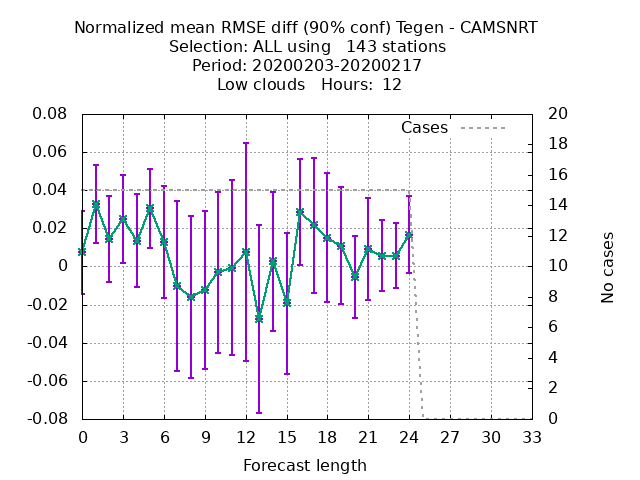 Normalized mean RMSE diff (90% conf) Tegen - CAMSNRT
Selection: ALL using   143 stations
Period: 20200203-20200217
Low clouds   Hours:  12
Cases
0.08
0.06
0.04
0.02
0
-0.02
-0.04
-0.06
-0.08
20
18
16
14
12
10
8
6
4
2
0
No cases
0 3 6 9 12 15 18 21 24 27 30 33
Forecast length